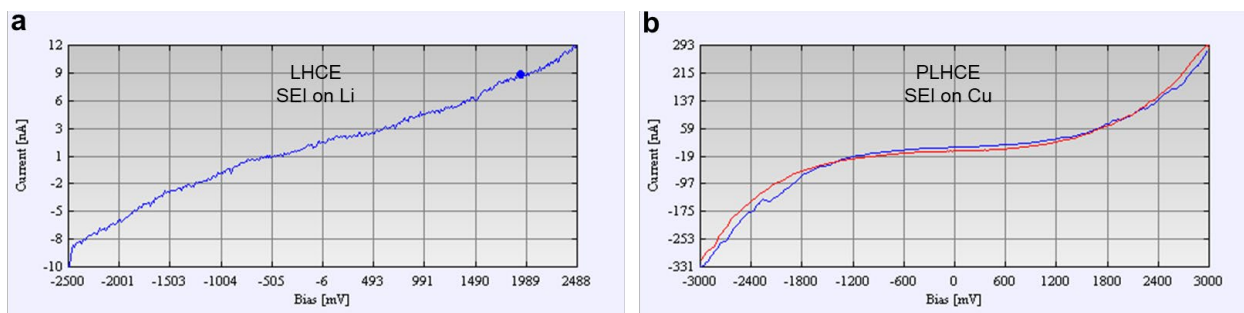 a
12
9
6
3
1
-2
-5
-8
-10
Current [nA]
LHCE
SEI on Li
-2500 -2001 -1503 -1004 -505 -6 493 991 1490 1989 2488
Bias [mV]
b
293
215
137
59
-19
-97
-175
-253
-331
Current [nA]
PLHCE
SEI on Cu
-3000 -2400 -1800 -1200 -600 0 600 1200 1800 2400 3000
Bias [mV]